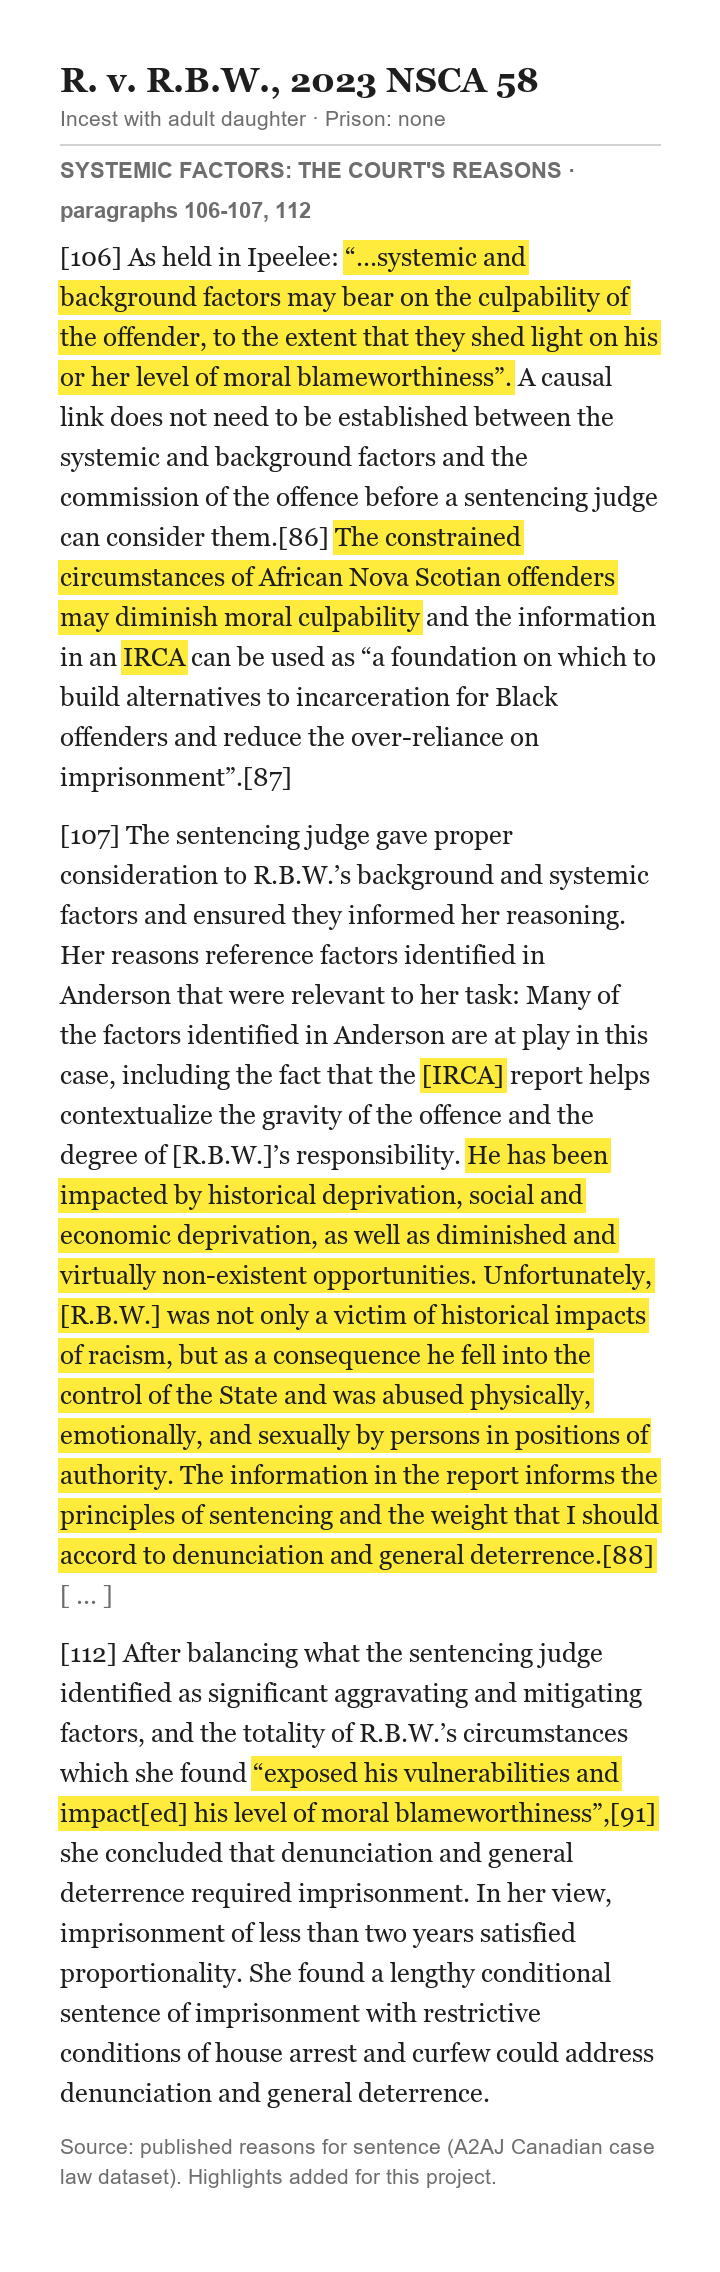 R. v. R.B.W., 2023 NSCA 58
Incest with adult daughter · Prison: none
SYSTEMIC FACTORS: THE COURT'S REASONS ·
paragraphs 106-107, 112
[106] As held in Ipeelee: “…systemic and
background factors may bear on the culpability of
the offender, to the extent that they shed light on his
or her level of moral blameworthiness”. A causal
link does not need to be established between the
systemic and background factors and the
commission of the offence before a sentencing judge
can consider them.[86] The constrained
circumstances of African Nova Scotian offenders
may diminish moral culpability and the information
in an IRCA can be used as “a foundation on which to
build alternatives to incarceration for Black
offenders and reduce the over-reliance on
imprisonment”.[87]
[107] The sentencing judge gave proper
consideration to R.B.W.’s background and systemic
factors and ensured they informed her reasoning.
Her reasons reference factors identified in
Anderson that were relevant to her task: Many of
the factors identified in Anderson are at play in this
case, including the fact that the [IRCA] report helps
contextualize the gravity of the offence and the
degree of [R.B.W.]’s responsibility. He has been
impacted by historical deprivation, social and
economic deprivation, as well as diminished and
virtually non-existent opportunities. Unfortunately,
[R.B.W.] was not only a victim of historical impacts
of racism, but as a consequence he fell into the
control of the State and was abused physically,
emotionally, and sexually by persons in positions of
authority. The information in the report informs the
principles of sentencing and the weight that I should
accord to denunciation and general deterrence.[88]
[ … ]
[112] After balancing what the sentencing judge
identified as significant aggravating and mitigating
factors, and the totality of R.B.W.’s circumstances
which she found “exposed his vulnerabilities and
impact[ed] his level of moral blameworthiness”,[91]
she concluded that denunciation and general
deterrence required imprisonment. In her view,
imprisonment of less than two years satisfied
proportionality. She found a lengthy conditional
sentence of imprisonment with restrictive
conditions of house arrest and curfew could address
denunciation and general deterrence.
Source: published reasons for sentence (A2AJ Canadian case
law dataset). Highlights added for this project.